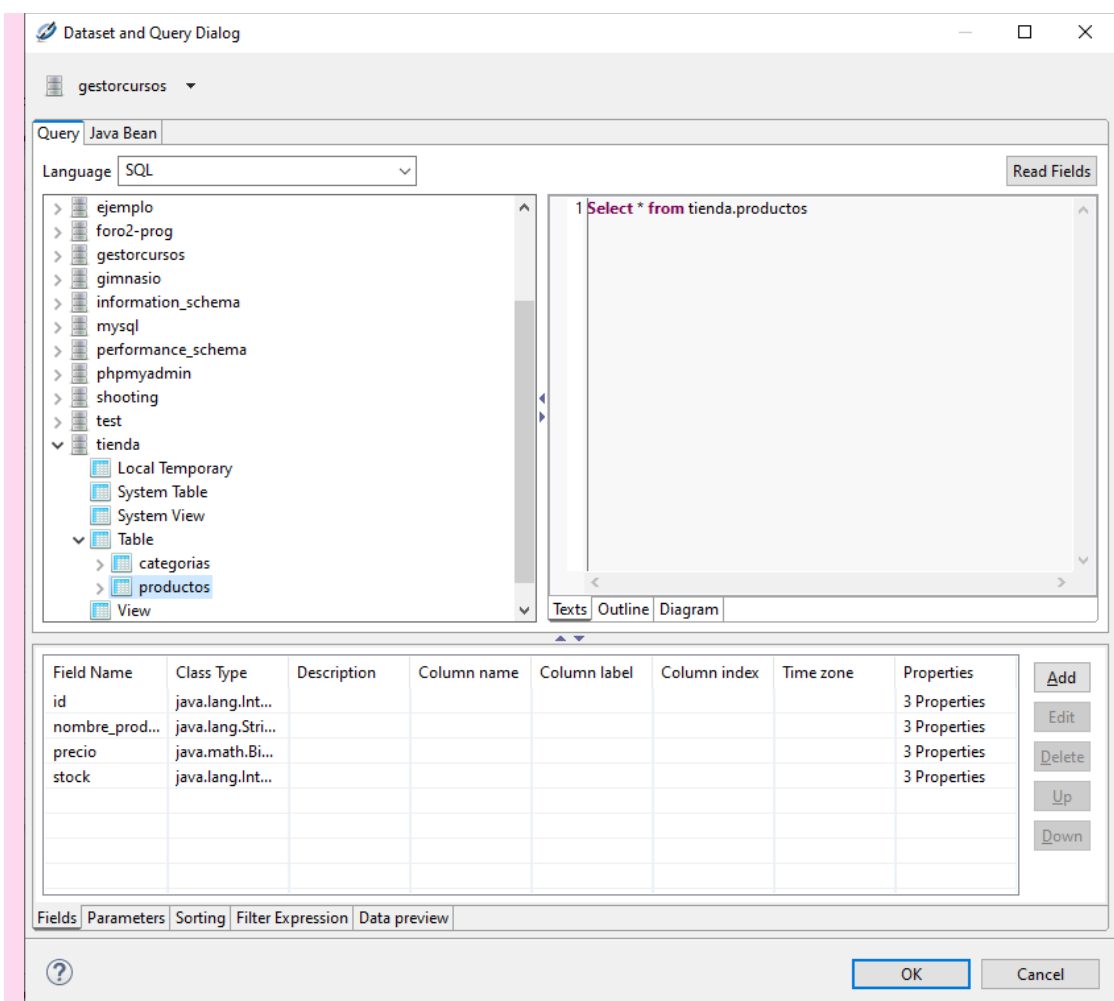 Dataset and Query Dialog
gestorcursos
Query Java Bean
Language SQL Read Fields
ejemplo
foro2-prog
gestorcursos
gimnasio
information_schema
mysql
performance_schema
phpmyadmin
shooting
test
tienda
Local Temporary
System Table
System View
Table
categorias
productos
View
1 Select * from tienda.productos
Texts Outline Diagram
Field Name Class Type Description Column name Column label Column index Time zone Properties
id java.lang.Int... 3 Properties
nombre_prod... java.lang.Stri... 3 Properties
precio java.math.Bi... 3 Properties
stock java.lang.Int... 3 Properties
Add
Edit
Delete
Up
Down
Fields Parameters Sorting Filter Expression Data preview
? OK Cancel